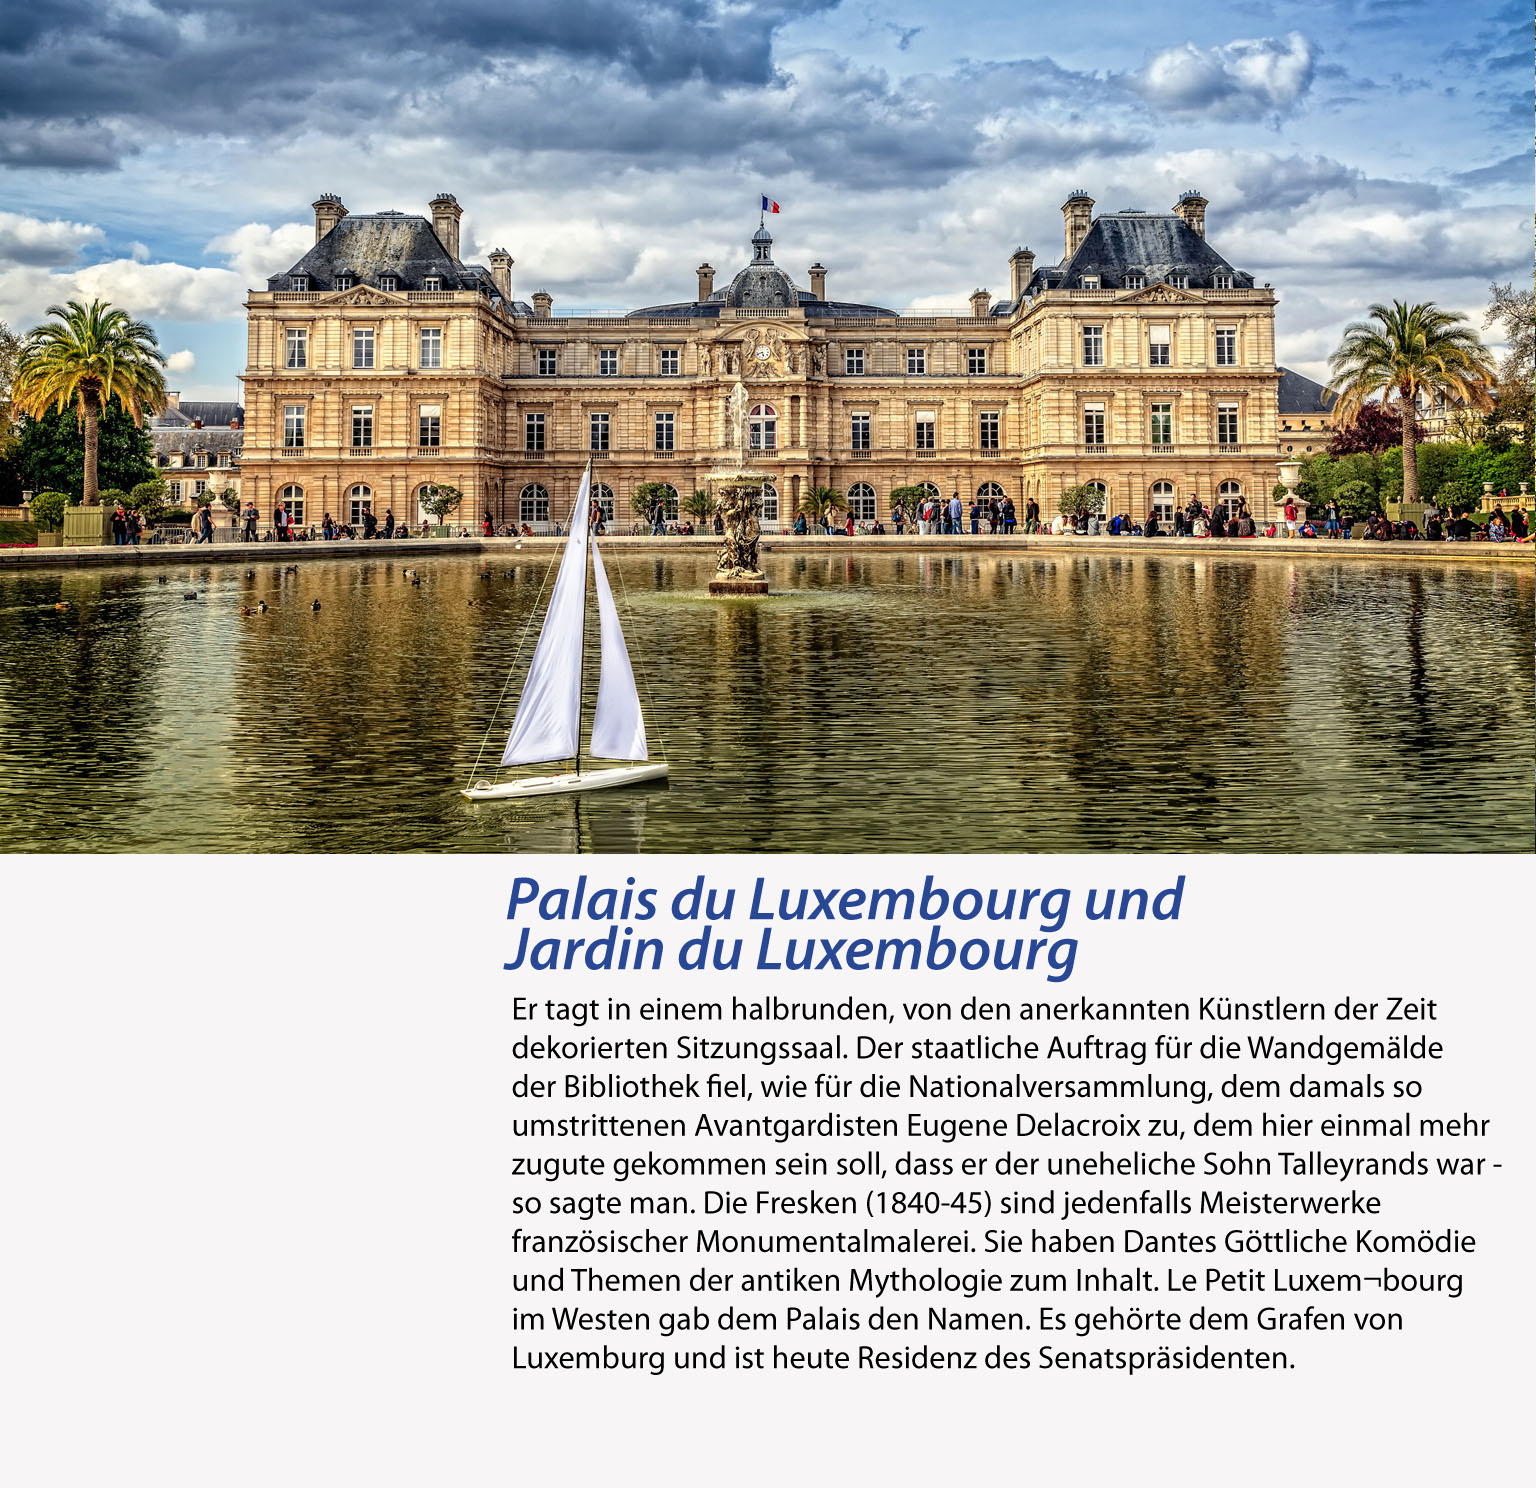 Palais du Luxembourg und
Jardin du Luxembourg
Er tagt in einem halbrunden, von den anerkannten Künstlern der Zeit
dekorierten Sitzungssaal. Der staatliche Auftrag für die Wandgemälde
der Bibliothek fiel, wie für die Nationalversammlung, dem damals so
umstrittenen Avantgardisten Eugene Delacroix zu, dem hier einmal mehr
zugute gekommen sein soll, dass er der uneheliche Sohn Talleyrands war -
so sagte man. Die Fresken (1840-45) sind jedenfalls Meisterwerke
französischer Monumentalmalerei. Sie haben Dantes Göttliche Komödie
und Themen der antiken Mythologie zum Inhalt. Le Petit Luxem¬bourg
im Westen gab dem Palais den Namen. Es gehörte dem Grafen von
Luxemburg und ist heute Residenz des Senatspräsidenten.